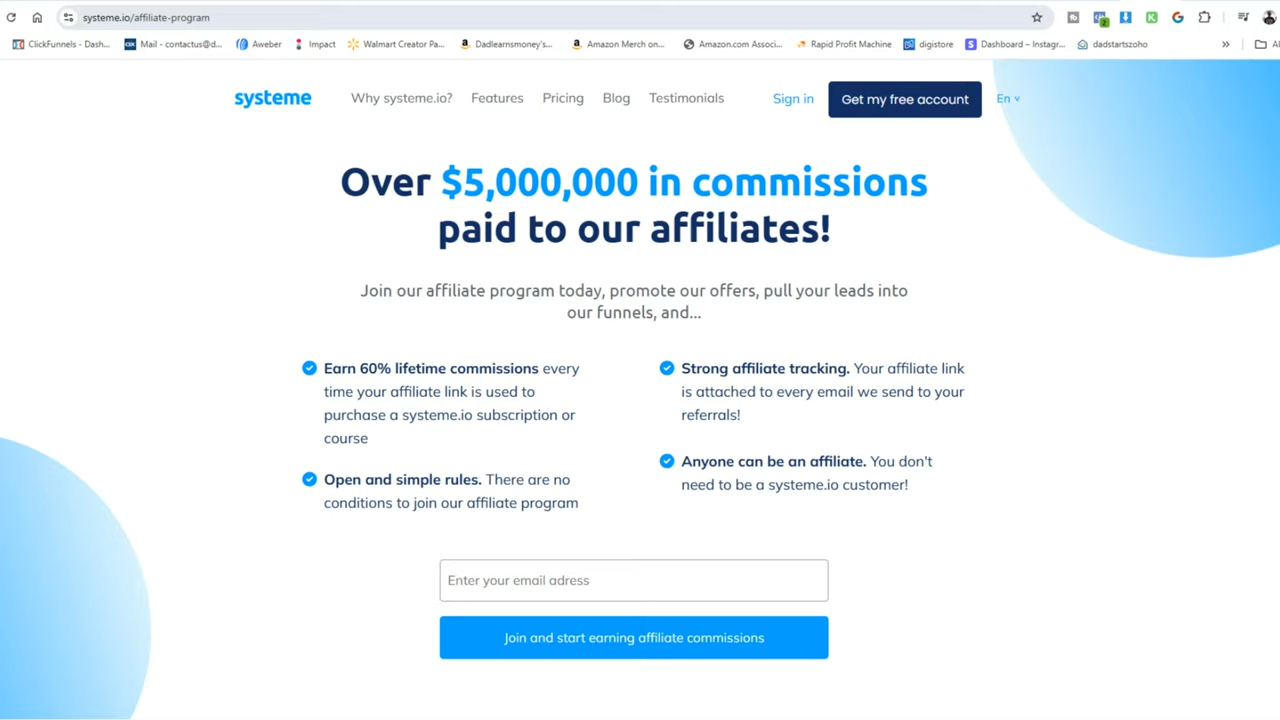 systeme.io/affiliate-program
ClickFunnels - Dash...
Mail - contactus@d...
Aweber
Impact
Walmart Creator Pa...
Dadlearnsmoney's...
Amazon Merch on...
Amazon.com Associ...
Rapid Profit Machine
digistore
Dashboard – Instagr...
dadstartszoho
»
systeme
Why systeme.io?
Features
Pricing
Blog
Testimonials
Sign in
Get my free account
En
Over $5,000,000 in commissions
paid to our affiliates!
Join our affiliate program today, promote our offers, pull your leads into
our funnels, and...
Earn 60% lifetime commissions every
time your affiliate link is used to
purchase a systeme.io subscription or
course
Open and simple rules. There are no
conditions to join our affiliate program
Strong affiliate tracking. Your affiliate link
is attached to every email we send to your
referrals!
Anyone can be an affiliate. You don't
need to be a systeme.io customer!
Enter your email adress
Join and start earning affiliate commissions